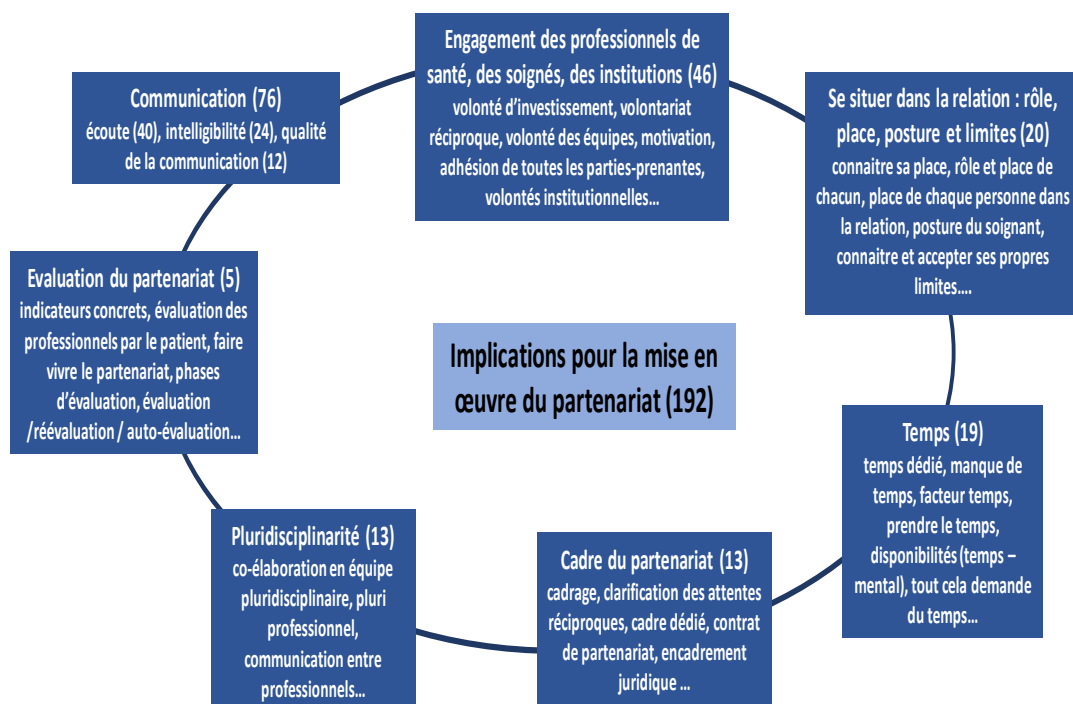 Engagement des professionnels de
santé, des soignés, des institutions (46)
volonté d'investissement, volontariat
réciproque, volonté des équipes, motivation,
adhésion de toutes les parties-prenantes,
volontés institutionnelles…
Communication (76)
écoute (40), intelligibilité (24), qualité
de la communication (12)
Se situer dans la relation : rôle,
place, posture et limites (20)
connaitre sa place, rôle et place de
chacun, place de chaque personne dans
la relation, posture du soignant,
connaitre et accepter ses propres
limites….
Evaluation du partenariat (5)
indicateurs concrets, évaluation des
professionnels par le patient, faire
vivre le partenariat, phases
d'évaluation, évaluation
/réévaluation / auto-évaluation…
Implications pour la mise en
œuvre du partenariat (192)
Temps (19)
temps dédié, manque de
temps, facteur temps,
prendre le temps,
disponibilités (temps –
mental), tout cela demande
du temps…
Pluridisciplinarité (13)
co-élaboration en équipe
pluridisciplinaire, pluri
professionnel,
communication entre
professionnels…
Cadre du partenariat (13)
cadrage, clarification des attentes
réciproques, cadre dédié, contrat
de partenariat, encadrement
juridique …